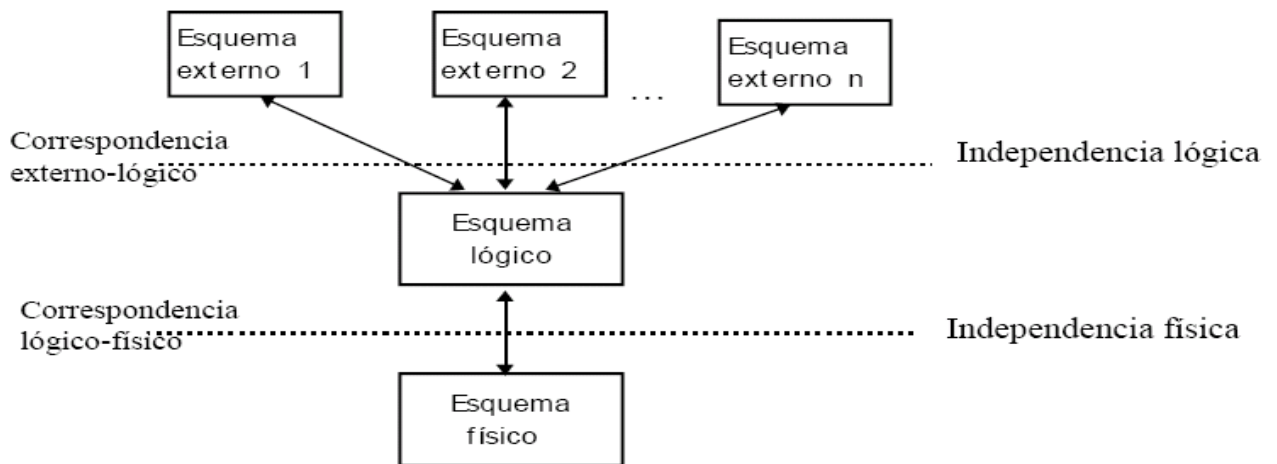 Esquema
externo 1
Esquema
externo 2
...
Esquema
externo n
Correspondencia
externo-lógico
Independencia lógica
Esquema
lógico
Correspondencia
lógico-físico
Independencia física
Esquema
físico